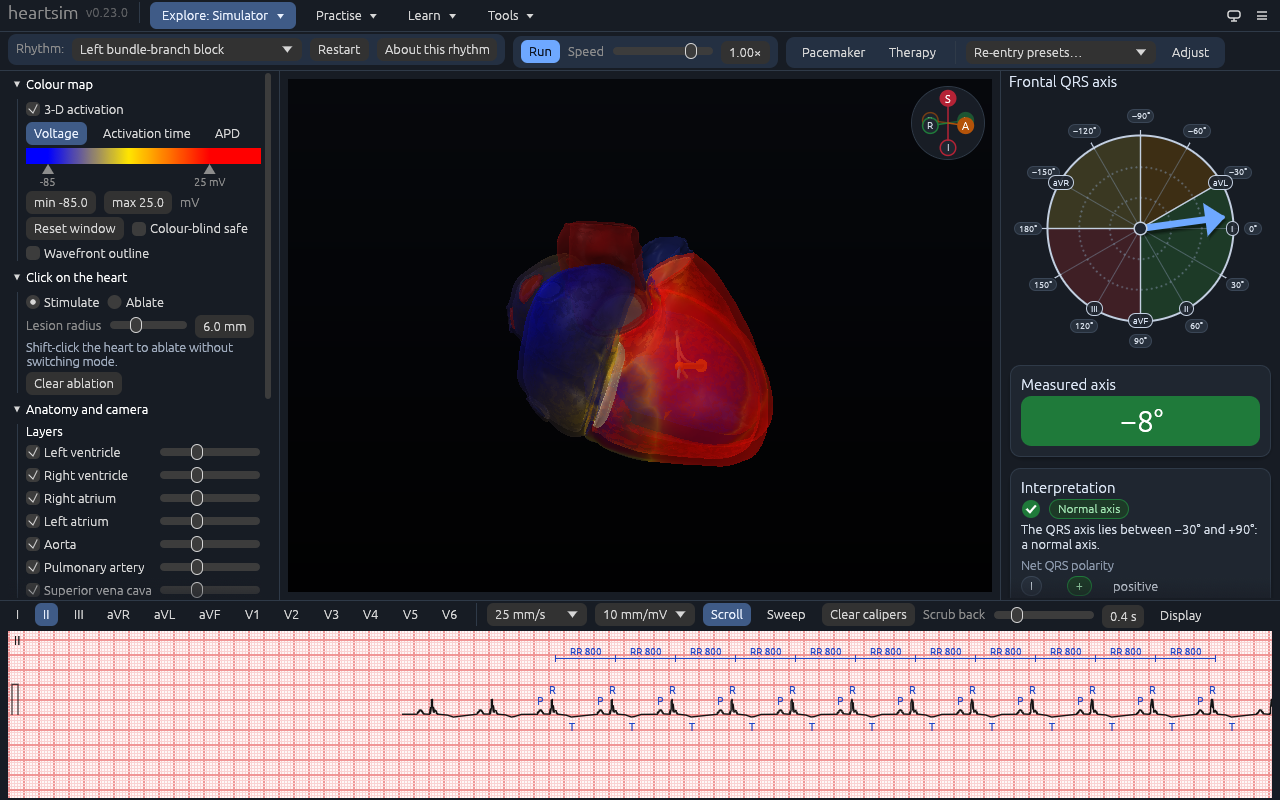 heartsim v0.23.0 Explore: Simulator Practise Learn Tools
Rhythm: Left bundle-branch block Restart About this rhythm Run Speed 1.00× Pacemaker Therapy Re-entry presets… Adjust
Colour map
3-D activation
Voltage Activation time APD
-85 25 mV
min -85.0 max 25.0 mV
Reset window Colour-blind safe
Wavefront outline
Click on the heart
Stimulate Ablate
Lesion radius 6.0 mm
Shift-click the heart to ablate without
switching mode.
Clear ablation
Anatomy and camera
Layers
Left ventricle
Right ventricle
Right atrium
Left atrium
Aorta
Pulmonary artery
Superior vena cava
S
R A
I
Frontal QRS axis
−90°
−120° −60°
−150° −30°
aVR aVL
180° I 0°
150° 30°
III II
120° aVF 60°
90°
Measured axis
−8°
Interpretation
Normal axis
The QRS axis lies between −30° and +90°:
a normal axis.
Net QRS polarity
I + positive
I II III aVR aVL aVF V1 V2 V3 V4 V5 V6 25 mm/s 10 mm/mV Scroll Sweep Clear calipers Scrub back 0.4 s Display
II
RR 800 RR 800 RR 800 RR 800 RR 800 RR 800 RR 800 RR 800 RR 800 RR 800 RR 800
R R R R R R R R R R R R
P P P P P P P P P P P P
T T T T T T T T T T T T